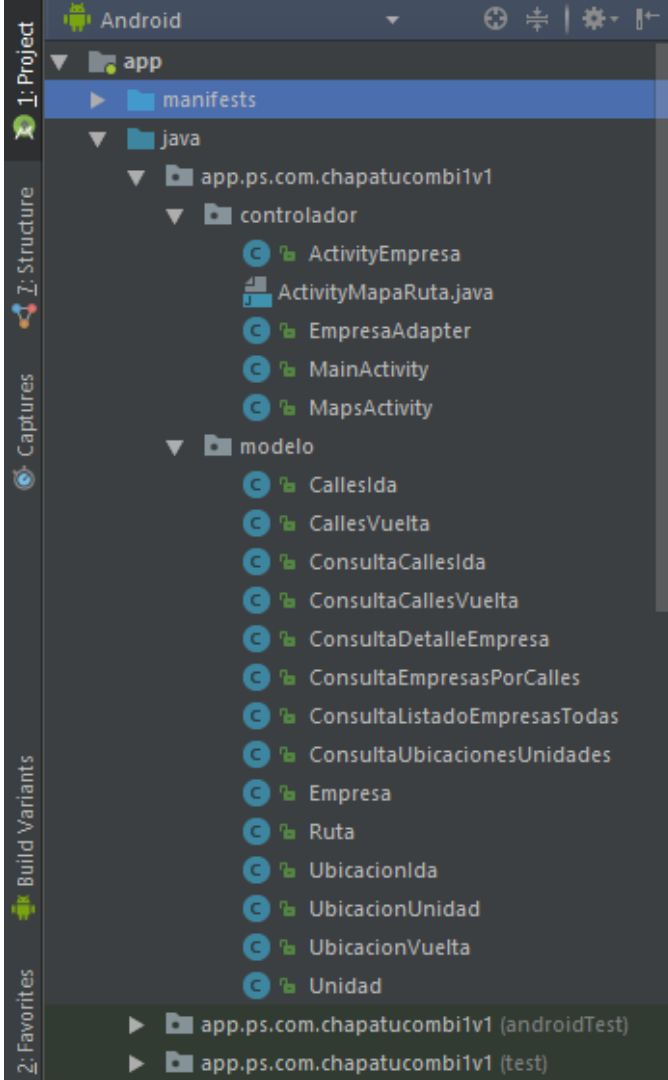 Android
app
manifests
java
app.ps.com.chapatucombi1v1
controlador
ActivityEmpresa
ActivityMapaRuta.java
EmpresaAdapter
MainActivity
MapsActivity
modelo
CallesIda
CallesVuelta
ConsultaCallesIda
ConsultaCallesVuelta
ConsultaDetalleEmpresa
ConsultaEmpresasPorCalles
ConsultaListadoEmpresasTodas
ConsultaUbicacionesUnidades
Empresa
Ruta
UbicacionIda
UbicacionUnidad
UbicacionVuelta
Unidad
app.ps.com.chapatucombi1v1 (androidTest)
app.ps.com.chapatucombi1v1 (test)
1: Project
7: Structure
Captures
Build Variants
2: Favorites